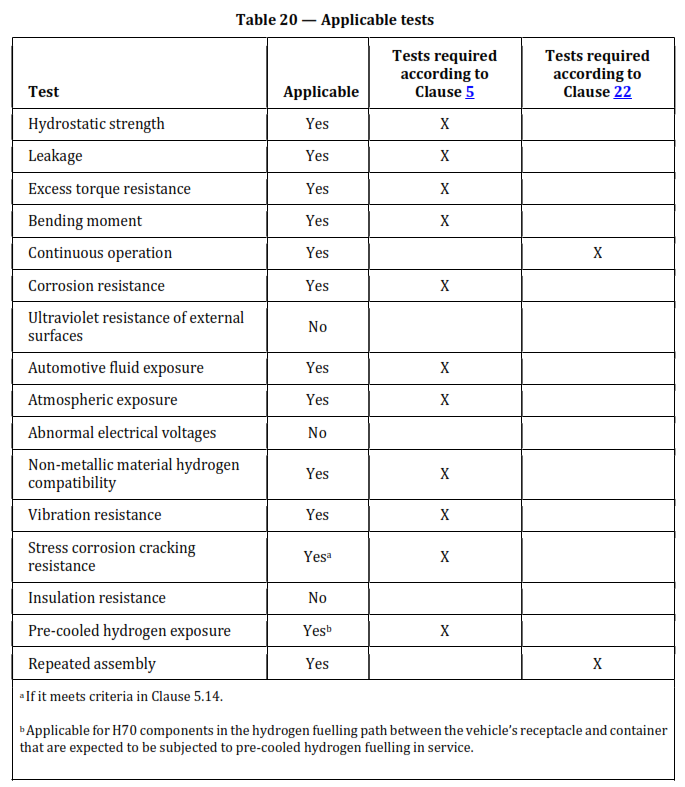 Table 20 — Applicable tests
Test
Applicable
Tests required
according to
Clause 5
Tests required
according to
Clause 22
Hydrostatic strength Yes X
Leakage Yes X
Excess torque resistance Yes X
Bending moment Yes X
Continuous operation Yes X
Corrosion resistance Yes X
Ultraviolet resistance of external
surfaces
No
Automotive fluid exposure Yes X
Atmospheric exposure Yes X
Abnormal electrical voltages No
Non-metallic material hydrogen
compatibility
Yes X
Vibration resistance Yes X
Stress corrosion cracking
resistance
Yesᵃ X
Insulation resistance No
Pre-cooled hydrogen exposure Yesᵇ X
Repeated assembly Yes X
ᵃ If it meets criteria in Clause 5.14.
ᵇ Applicable for H70 components in the hydrogen fuelling path between the vehicle’s receptacle and container
that are expected to be subjected to pre-cooled hydrogen fuelling in service.